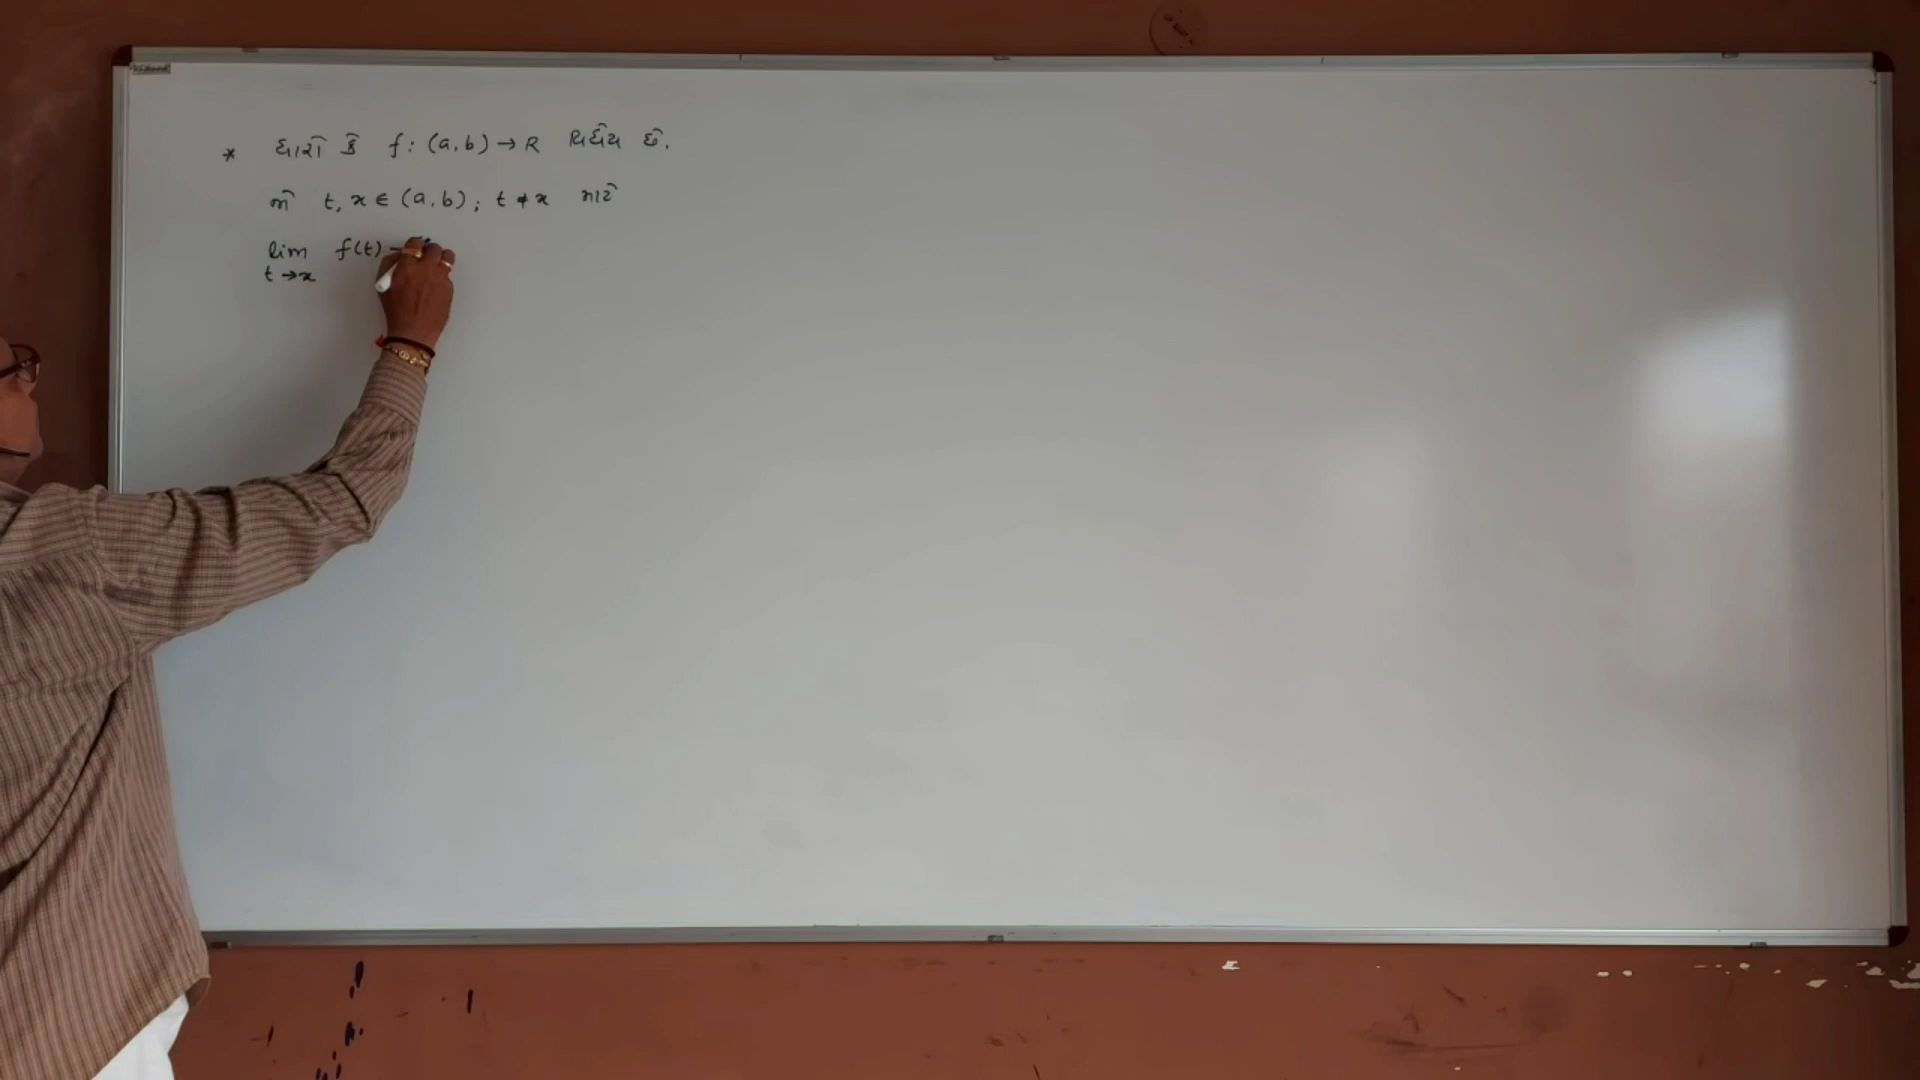 * ધારો કે f : (a, b) → R વિધેય છે.
જો t, x ∈ (a, b) ; t ≠ x માટે
lim f(t) –
t → x